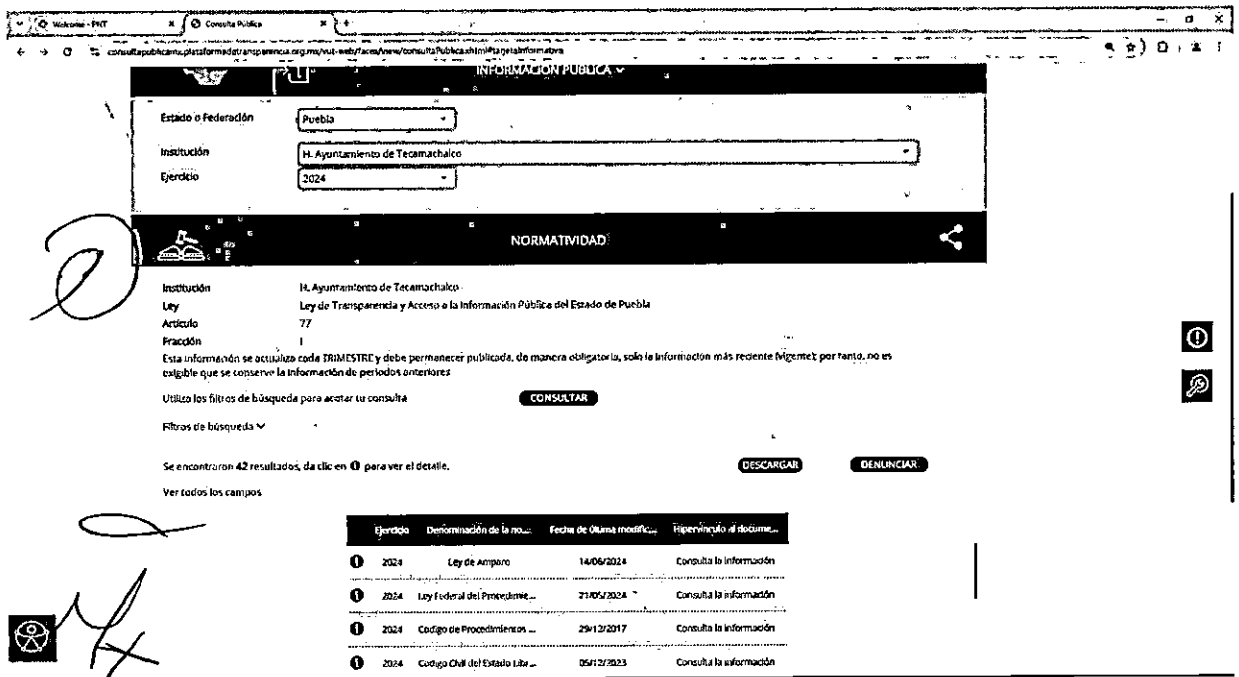 Welcome - PNT
Consulta Pública
consultapublicamx.plataformadetransparencia.org.mx/vut-web/faces/view/consultaPublica.xhtml#tarjetaInformativa
INFORMACIÓN PÚBLICA
Estado o Federación Puebla
Institución H. Ayuntamiento de Tecamachalco
Ejercicio 2024
NORMATIVIDAD
Institución H. Ayuntamiento de Tecamachalco
Ley Ley de Transparencia y Acceso a la Información Pública del Estado de Puebla
Artículo 77
Fracción I
Esta información se actualiza cada TRIMESTRE y debe permanecer publicada, de manera obligatoria, solo la información más reciente (vigente); por tanto, no es
exigible que se conserve la información de periodos anteriores
Utiliza los filtros de búsqueda para acotar tu consulta CONSULTAR
Filtros de búsqueda
Se encontraron 42 resultados, da clic en para ver el detalle. DESCARGAR DENUNCIAR
Ver todos los campos
Ejercicio Denominación de la no... Fecha de última modific... Hipervínculo al docume...
2024 Ley de Amparo 14/06/2024 Consulta la información
2024 Ley Federal del Procedimie... 21/05/2024 Consulta la información
2024 Codigo de Procedimientos ... 29/12/2017 Consulta la información
2024 Codigo Civil del Estado Libr... 05/12/2023 Consulta la información